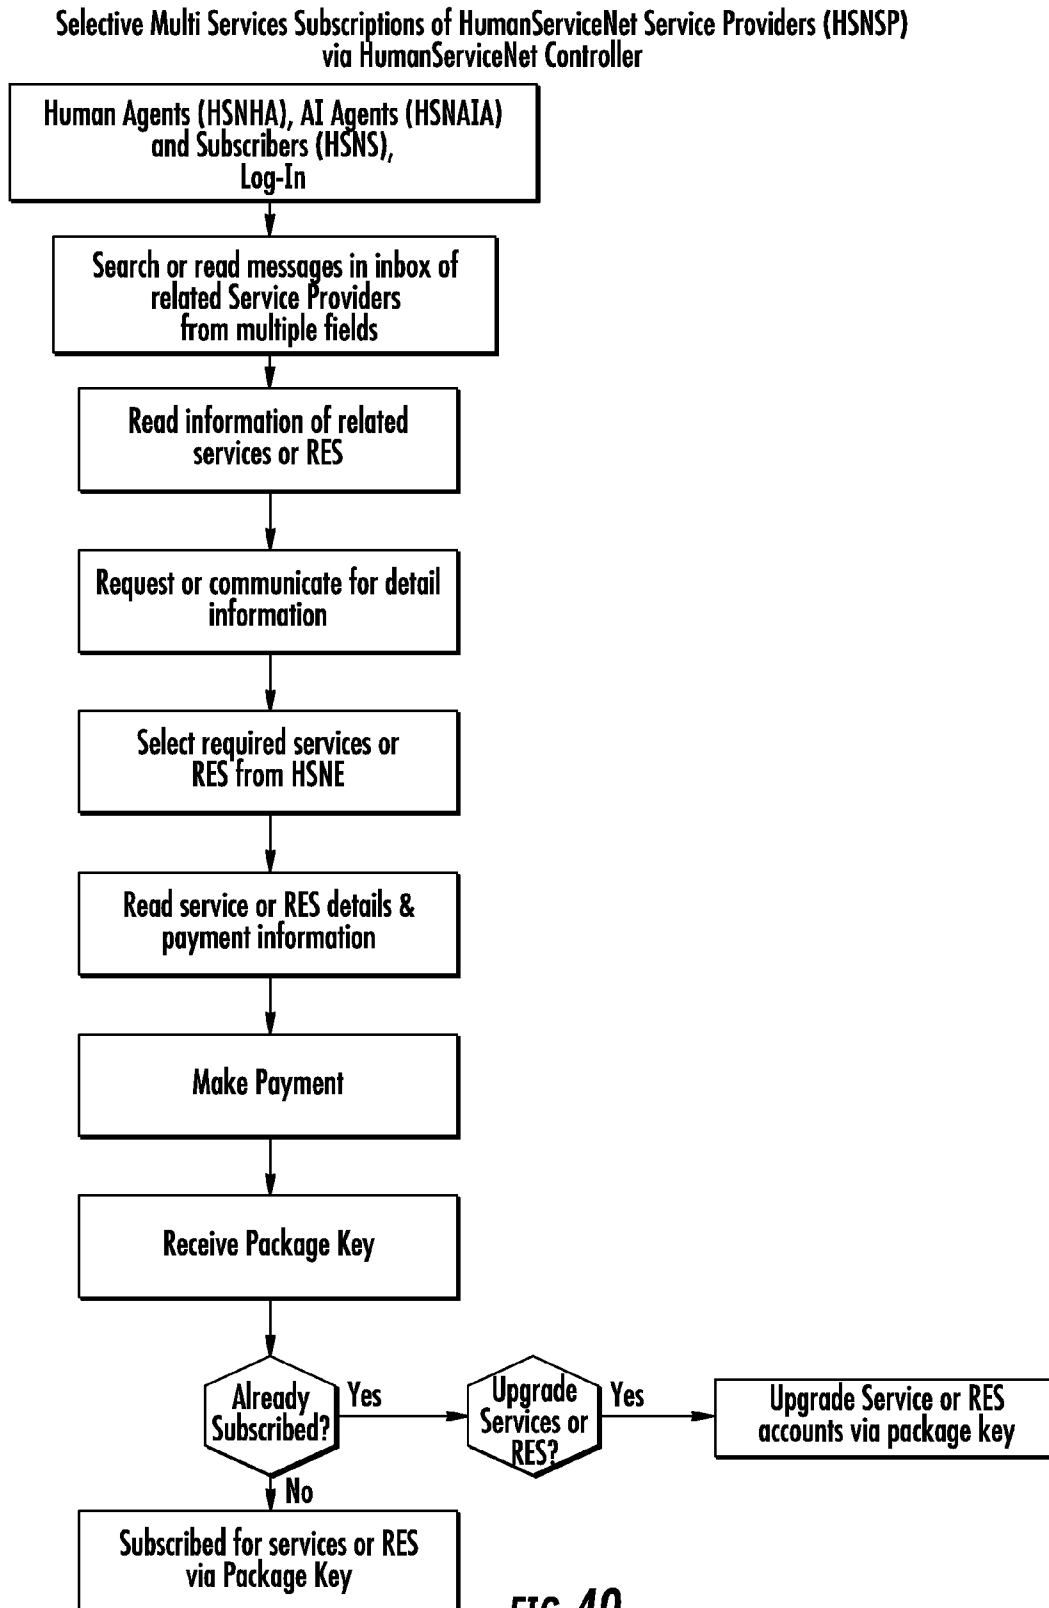 Selective Multi Services Subscriptions of HumanServiceNet Service Providers (HSNSP)
via HumanServiceNet Controller
Human Agents (HSNHA), AI Agents (HSNAIA)
and Subscribers (HSNS),
Log-In
Search or read messages in inbox of
related Service Providers
from multiple fields
Read information of related
services or RES
Request or communicate for detail
information
Select required services or
RES from HSNE
Read service or RES details &
payment information
Make Payment
Receive Package Key
Already
Subscribed?
Yes
Upgrade
Services or
RES?
Yes
Upgrade Service or RES
accounts via package key
No
Subscribed for services or RES
via Package Key